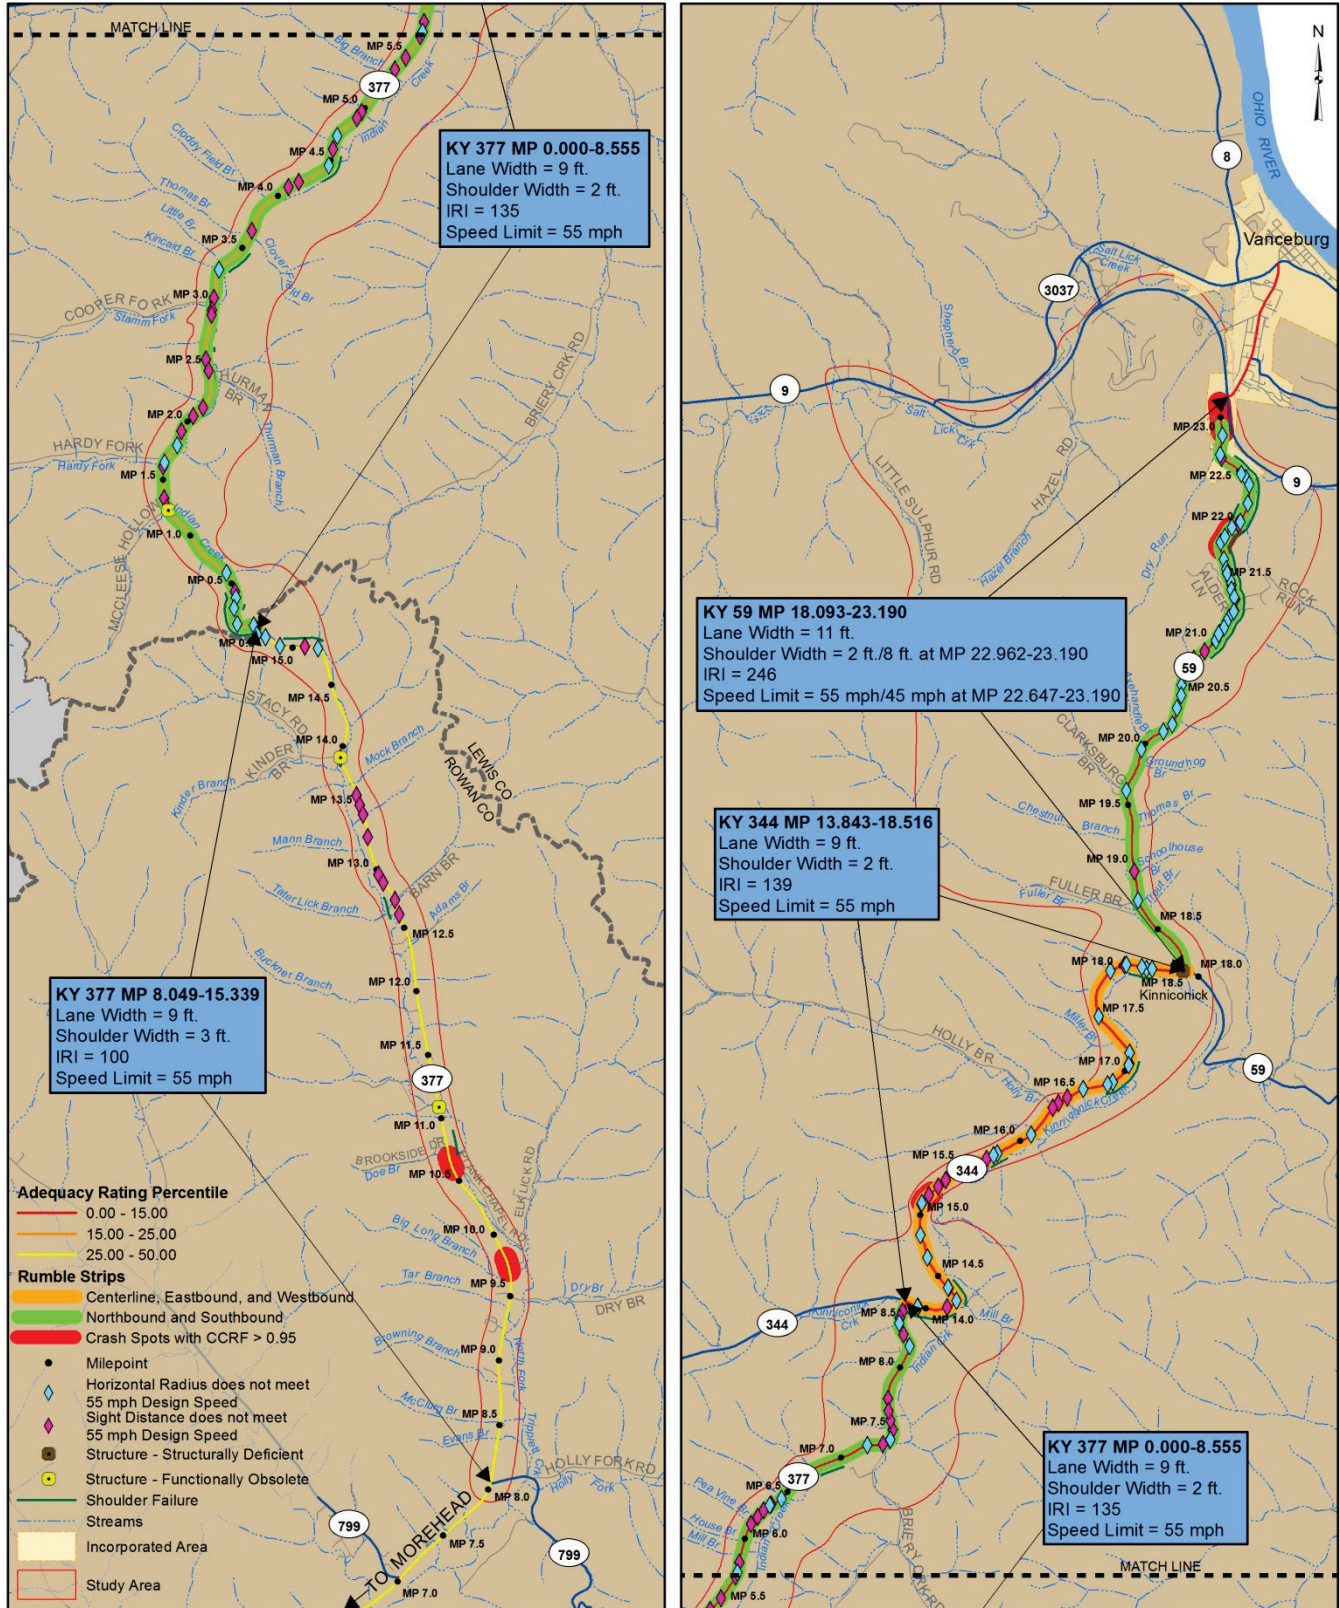 MATCH LINE
MP 5.5
Big Branch
Creek
377
MP 5.0
Indian
Cloddy Field Br
MP 4.5
KY 377 MP 0.000-8.555
Lane Width = 9 ft.
Shoulder Width = 2 ft.
IRI = 135
Speed Limit = 55 mph
Thomas Br
MP 4.0
Little Br
Kincaid Br
MP 3.5
Clover Field Br
MP 3.0
COOPER FORK
Stamm Fork
MP 2.5
THURMAN BR
BRIERY CRK RD
MP 2.0
Thurman Branch
HARDY FORK
Hardy Fork
MP 1.5
MCCLEESE HOLLOW
Indian
Creek
MP 1.0
MP 0.5
MP 15.0
MP 14.5
STACY RD
MP 14.0
KINDER BR
Mock Branch
LEWIS CO
ROWAN CO
Kinder Branch
MP 13.5
Mann Branch
MP 13.0
BARN BR
Tater Lick Branch
Adams Br
MP 12.5
Buckner Branch
MP 12.0
KY 377 MP 8.049-15.339
Lane Width = 9 ft.
Shoulder Width = 3 ft.
IRI = 100
Speed Limit = 55 mph
MP 11.5
377
MP 11.0
BROOKSIDE DR
Doe Br
MP 10.5
PLANK CHAPEL RD
ELK LICK RD
MP 10.0
Big Long Branch
Tar Branch
MP 9.5
Dry Br
DRY BR
Browning Branch
MP 9.0
North Fork
McClurg Br
MP 8.5
Evans Br
Triplett Crk
HOLLY FORK RD
Holly Fork
MP 8.0
799
MP 7.5
799
TO MOREHEAD
MP 7.0
Adequacy Rating Percentile
0.00 - 15.00
15.00 - 25.00
25.00 - 50.00
Rumble Strips
Centerline, Eastbound, and Westbound
Northbound and Southbound
Crash Spots with CCRF > 0.95
Milepoint
Horizontal Radius does not meet
55 mph Design Speed
Sight Distance does not meet
55 mph Design Speed
Structure - Structurally Deficient
Structure - Functionally Obsolete
Shoulder Failure
Streams
Incorporated Area
Study Area
N
OHIO RIVER
8
Vanceburg
Salt Lick
Creek
3037
Shepherd Br
9
Salt
Lick Crk
MP 23.0
LITTLE SULPHUR RD
HAZEL RD
MP 22.5
9
MP 22.0
Dry Run
Hazel Branch
MP 21.5
ALDER LN
ROCK RUN
KY 59 MP 18.093-23.190
Lane Width = 11 ft.
Shoulder Width = 2 ft./8 ft. at MP 22.962-23.190
IRI = 246
Speed Limit = 55 mph/45 mph at MP 22.647-23.190
MP 21.0
59
MP 20.5
Axehandle Br
CLARKSBURG BR
MP 20.0
Groundhog Br
MP 19.5
Thomas Br
Chestnut Branch
KY 344 MP 13.843-18.516
Lane Width = 9 ft.
Shoulder Width = 2 ft.
IRI = 139
Speed Limit = 55 mph
MP 19.0
Schoolhouse Br
FULLER BR
Fuller Br
Trout Br
MP 18.5
MP 18.0
MP 18.0
MP 18.5
Kinniconick
MP 17.5
Miller Br
HOLLY BR
MP 17.0
59
Holly Br
MP 16.5
Kinniconick Creek
MP 16.0
MP 15.5
344
MP 15.0
MP 14.5
Kinniconick Crk
MP 8.5
MP 14.0
Mill Br
344
Indian Crk
MP 8.0
MP 7.5
MP 7.0
KY 377 MP 0.000-8.555
Lane Width = 9 ft.
Shoulder Width = 2 ft.
IRI = 135
Speed Limit = 55 mph
377
MP 6.5
Pea Vine Br
House Br
MP 6.0
Mill Br
BRIERY CRK RD
MATCH LINE
MP 5.5